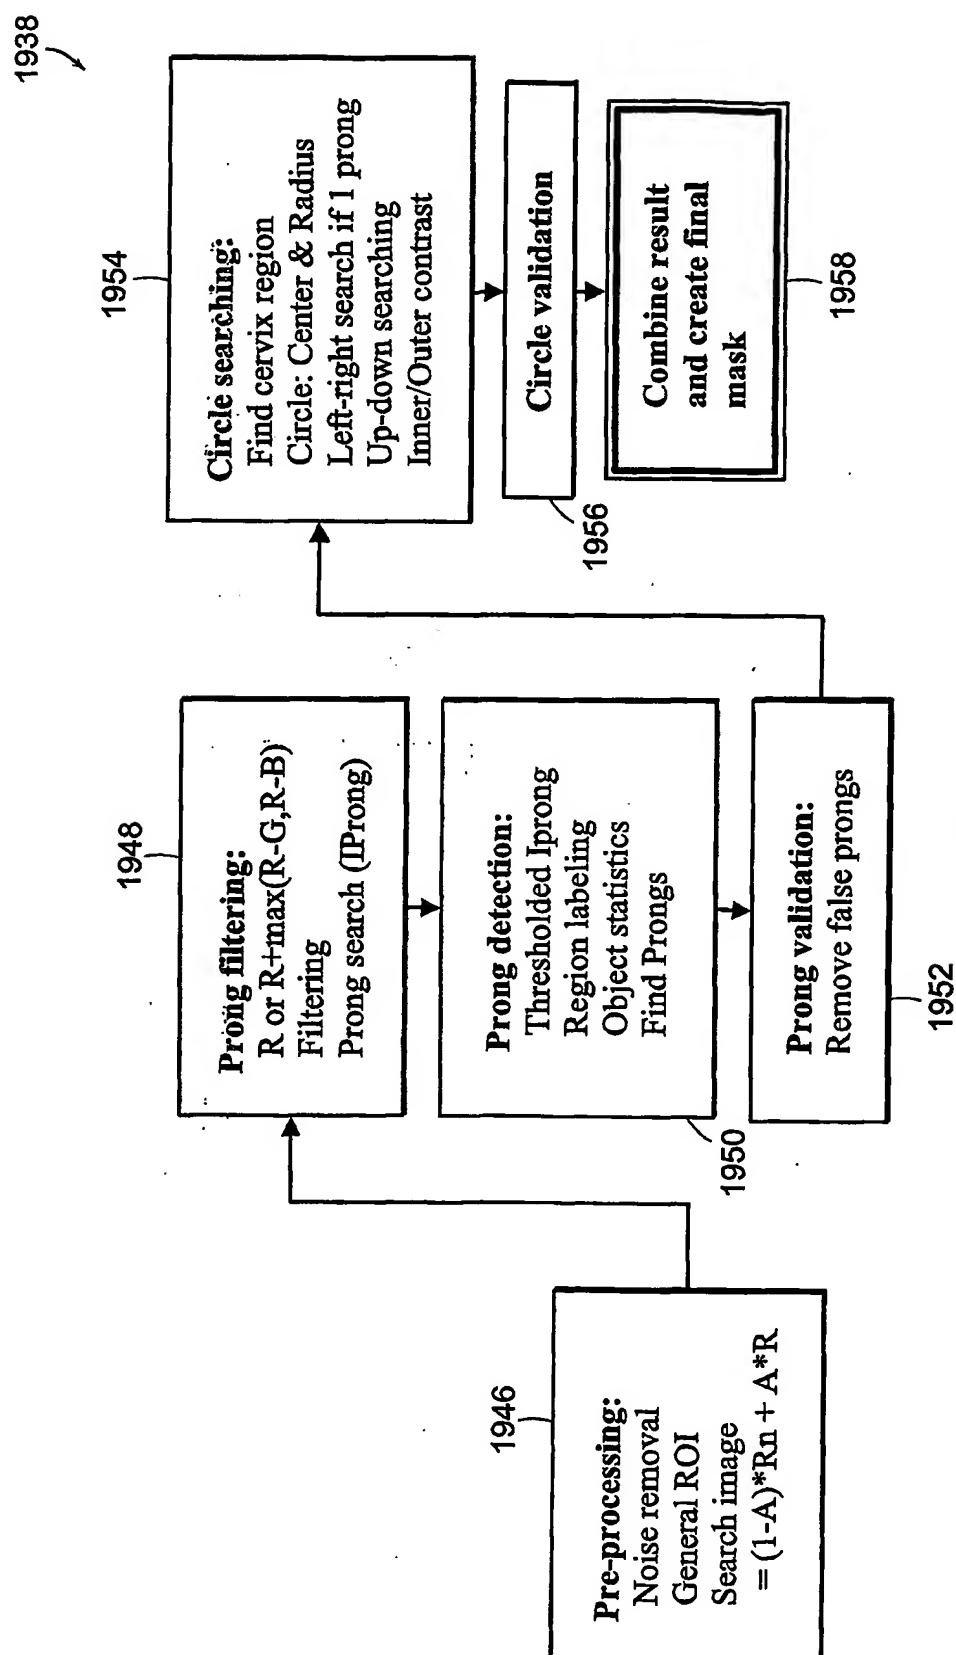 1938
1946
Pre-processing:
Noise removal
General ROI
Search image
= (1-A)*Rn + A*R
1948
Prong filtering:
R or R+max(R-G,R-B)
Filtering
Prong search (IProng)
1950
Prong detection:
Thresholded Iprong
Region labeling
Object statistics
Find Prongs
1952
Prong validation:
Remove false prongs
1954
Circle searching:
Find cervix region
Circle: Center & Radius
Left-right search if 1 prong
Up-down searching
Inner/Outer contrast
1956
Circle validation
1958
Combine result
and create final
mask